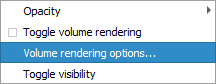 Opacity
Toggle volume rendering
Volume rendering options...
Toggle visibility